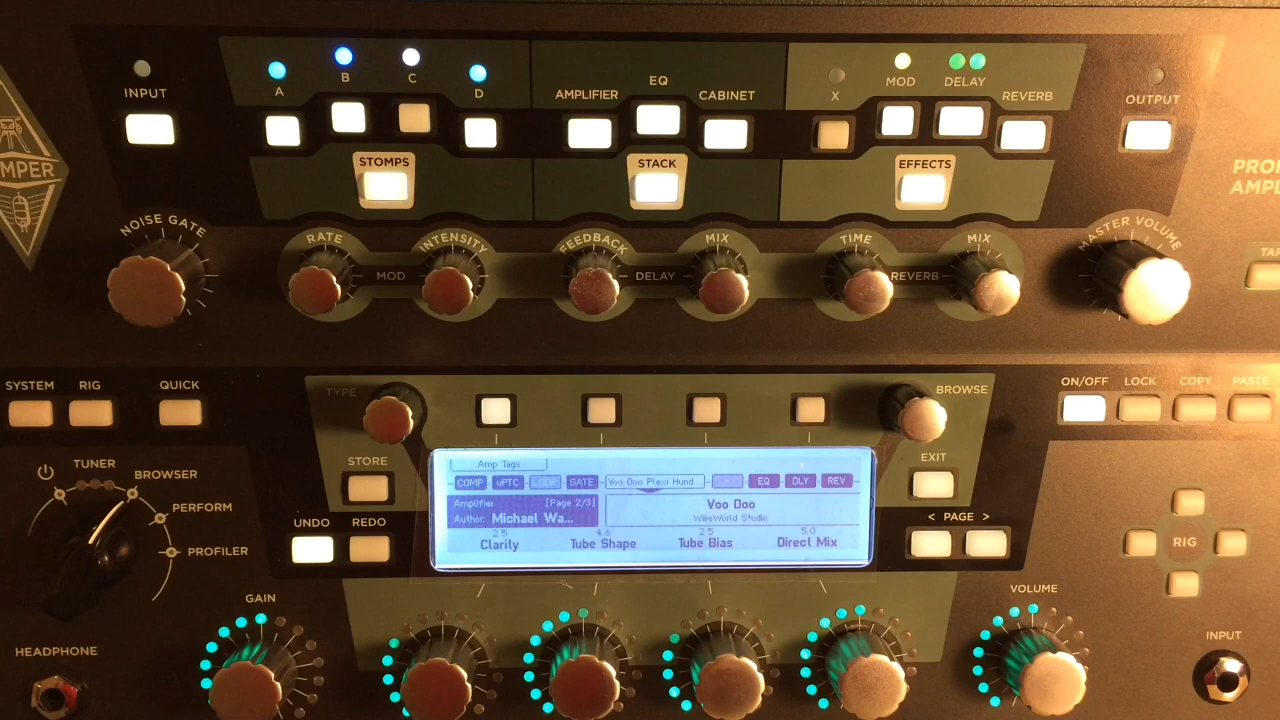 INPUT
A
B
C
D
AMPLIFIER
EQ
CABINET
X
MOD
DELAY
REVERB
OUTPUT
STOMPS
STACK
EFFECTS
MPER
NOISE GATE
RATE
MOD
INTENSITY
FEEDBACK
DELAY
MIX
TIME
REVERB
MIX
MASTER VOLUME
SYSTEM
RIG
QUICK
TYPE
BROWSE
ON/OFF
LOCK
COPY
PASTE
TUNER
BROWSER
PERFORM
PROFILER
STORE
UNDO
REDO
EXIT
< PAGE >
Amp Tags
COMP
uPTC
LOOP
GATE
Voo Doo Plexi Hund...
-
EQ
DLY
REV
Amplifier
[Page 2/3]
Author: Michael Wa...
Voo Doo
WireWorld Studio
2.5
4.6
2.5
5.0
Clarity
Tube Shape
Tube Bias
Direct Mix
RIG
GAIN
VOLUME
HEADPHONE
INPUT